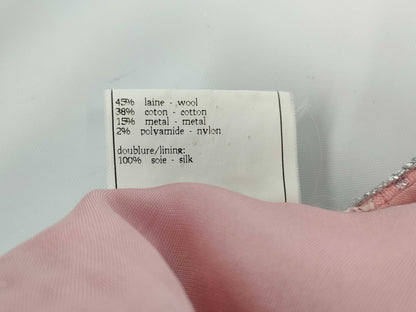 45% laine - wool
38% coton - cotton
15% metal - metal
2% polyamide - nylon
doublure/lining:
100% soie - silk